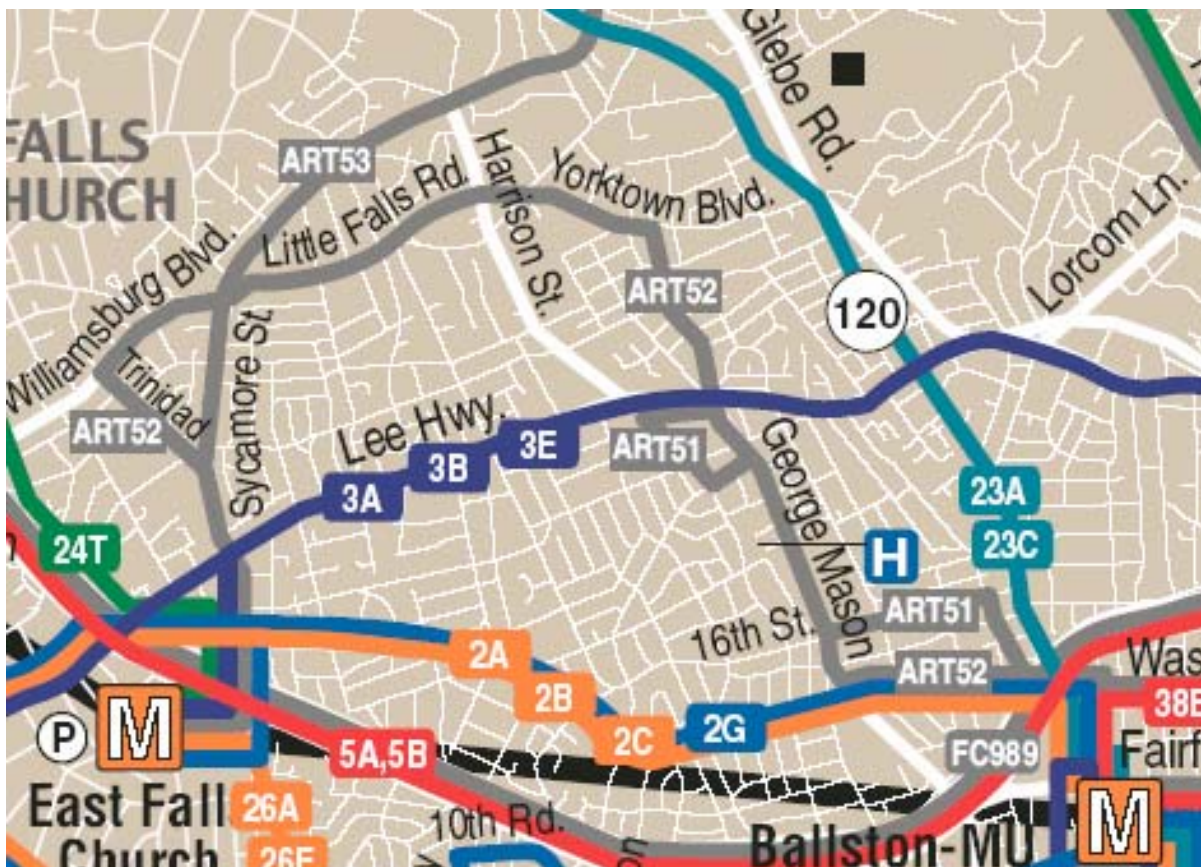 Glebe Rd.
FALLS
HURCH
ART53
Harrison St.
Yorktown Blvd.
Little Falls Rd.
Lorcom Ln.
Williamsburg Blvd.
ART52
120
Trinidad
Sycamore St
ART52
Lee Hwy.
3E
3B
3A
ART51
George Mason
23A
23C
24T
H
ART51
16th St.
2A
ART52
2B
Was
38B
2C
2G
P
M
5A,5B
FC989
Fairf
East Fall
Church
26A
26E
10th Rd.
Ballston-MU
M